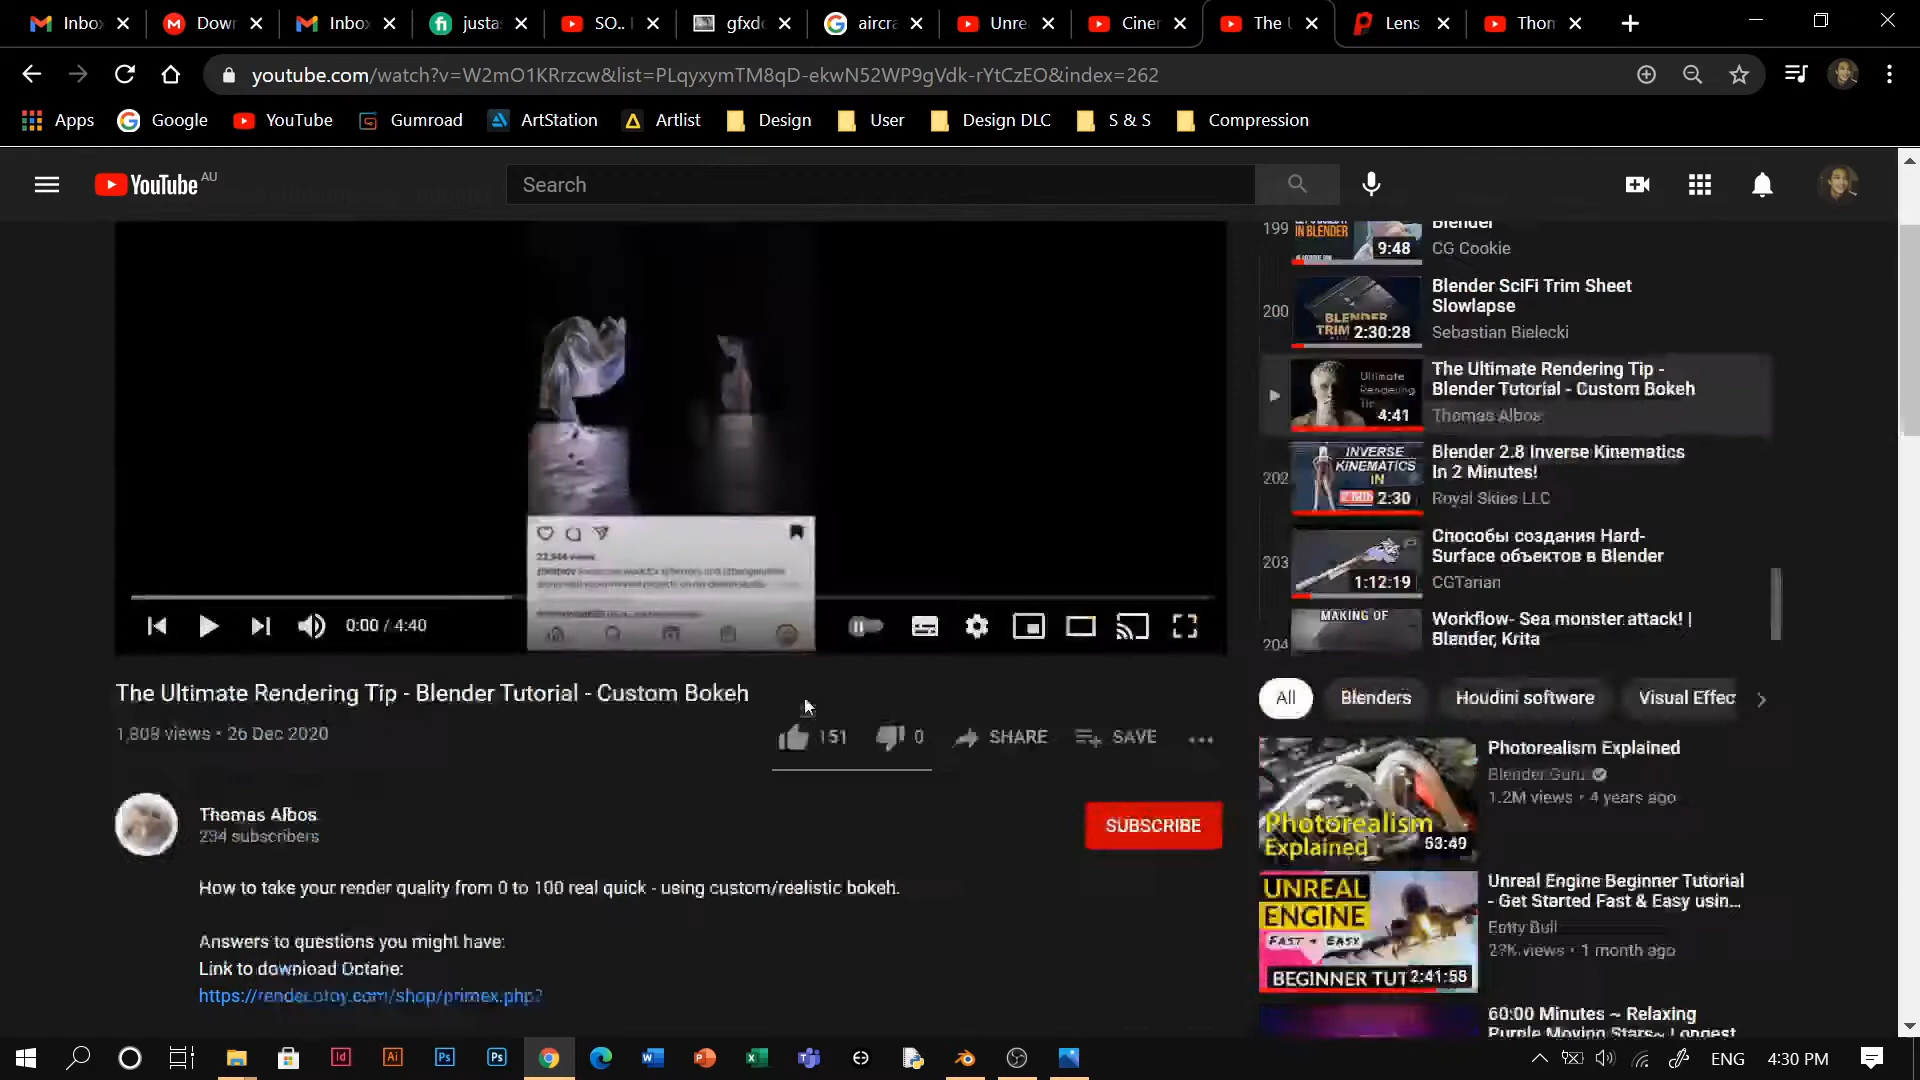 Inbo
Down
Inbox
justa
SO.. I
gfxdo
aircra
Unre
Ciner
The U
Lens
Thom
youtube.com/watch?v=W2mO1KRrzcw&list=PLqyxymTM8qD-ekwN52WP9gVdk-rYtCzEO&index=262
Apps
Google
YouTube
Gumroad
ArtStation
Artlist
Design
User
Design DLC
S & S
Compression
YouTube AU
Search
0:00 / 4:40
The Ultimate Rendering Tip - Blender Tutorial - Custom Bokeh
1,808 views • 26 Dec 2020
151
0
SHARE
SAVE
Thomas Albos
234 subscribers
SUBSCRIBE
How to take your render quality from 0 to 100 real quick - using custom/realistic bokeh.
Answers to questions you might have:
Link to download Octane:
https://render.otoy.com/shop/primex.php?
199
IN BLENDER
9:48
Blender
CG Cookie
200
BLENDER
TRIM
2:30:28
Blender SciFi Trim Sheet
Slowlapse
Sebastian Bielecki
Ultimate
Rendering
Tip
4:41
The Ultimate Rendering Tip -
Blender Tutorial - Custom Bokeh
Thomas Albos
202
INVERSE
KINEMATICS
IN
2:30
Blender 2.8 Inverse Kinematics
In 2 Minutes!
Royal Skies LLC
203
1:12:19
Способы создания Hard-
Surface объектов в Blender
CGTarian
204
MAKING OF
Workflow- Sea monster attack! |
Blender, Krita
All
Blenders
Houdini software
Visual Effec
Photorealism
Explained
53:49
Photorealism Explained
Blender Guru
1.2M views • 4 years ago
UNREAL
ENGINE
FAST + EASY
BEGINNER TUT
2:41:58
Unreal Engine Beginner Tutorial
- Get Started Fast & Easy usin...
Fatty Bull
23K views • 1 month ago
60:00 Minutes ~ Relaxing
Purple Moving Stars~ Longest
ENG
4:30 PM